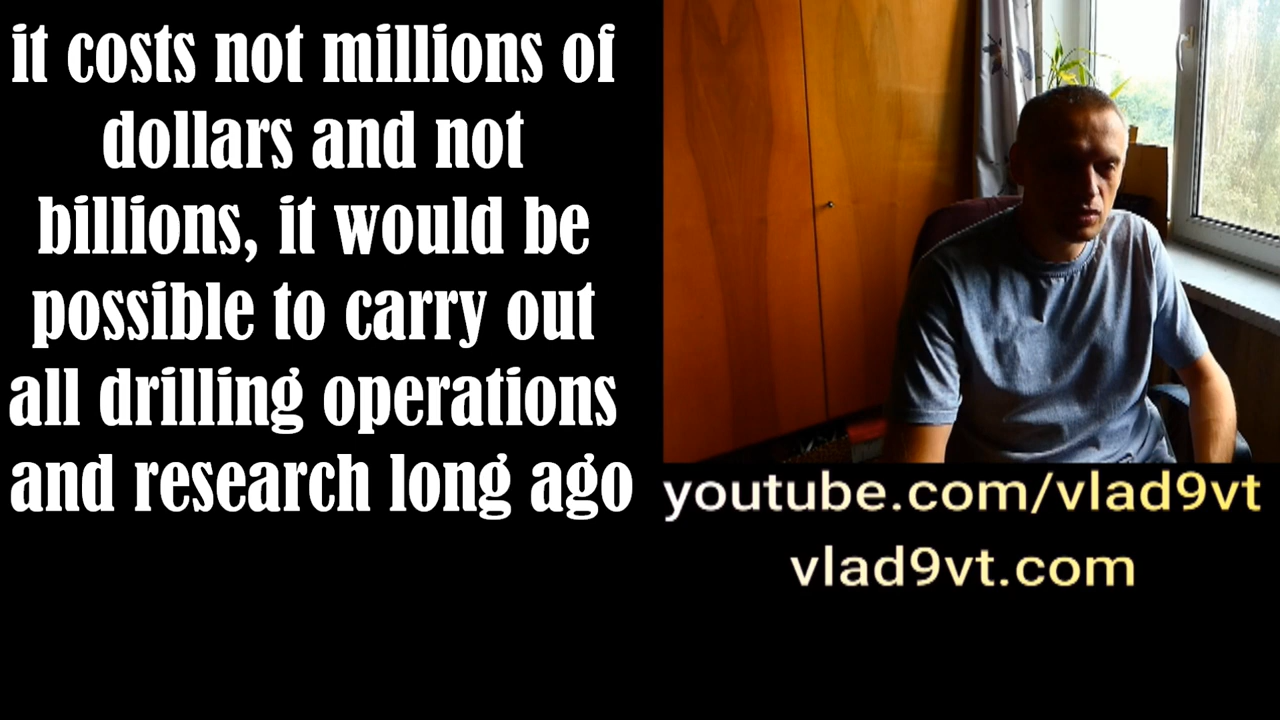 it costs not millions of
dollars and not
billions, it would be
possible to carry out
all drilling operations
and research long ago
youtube.com/vlad9vt
vlad9vt.com